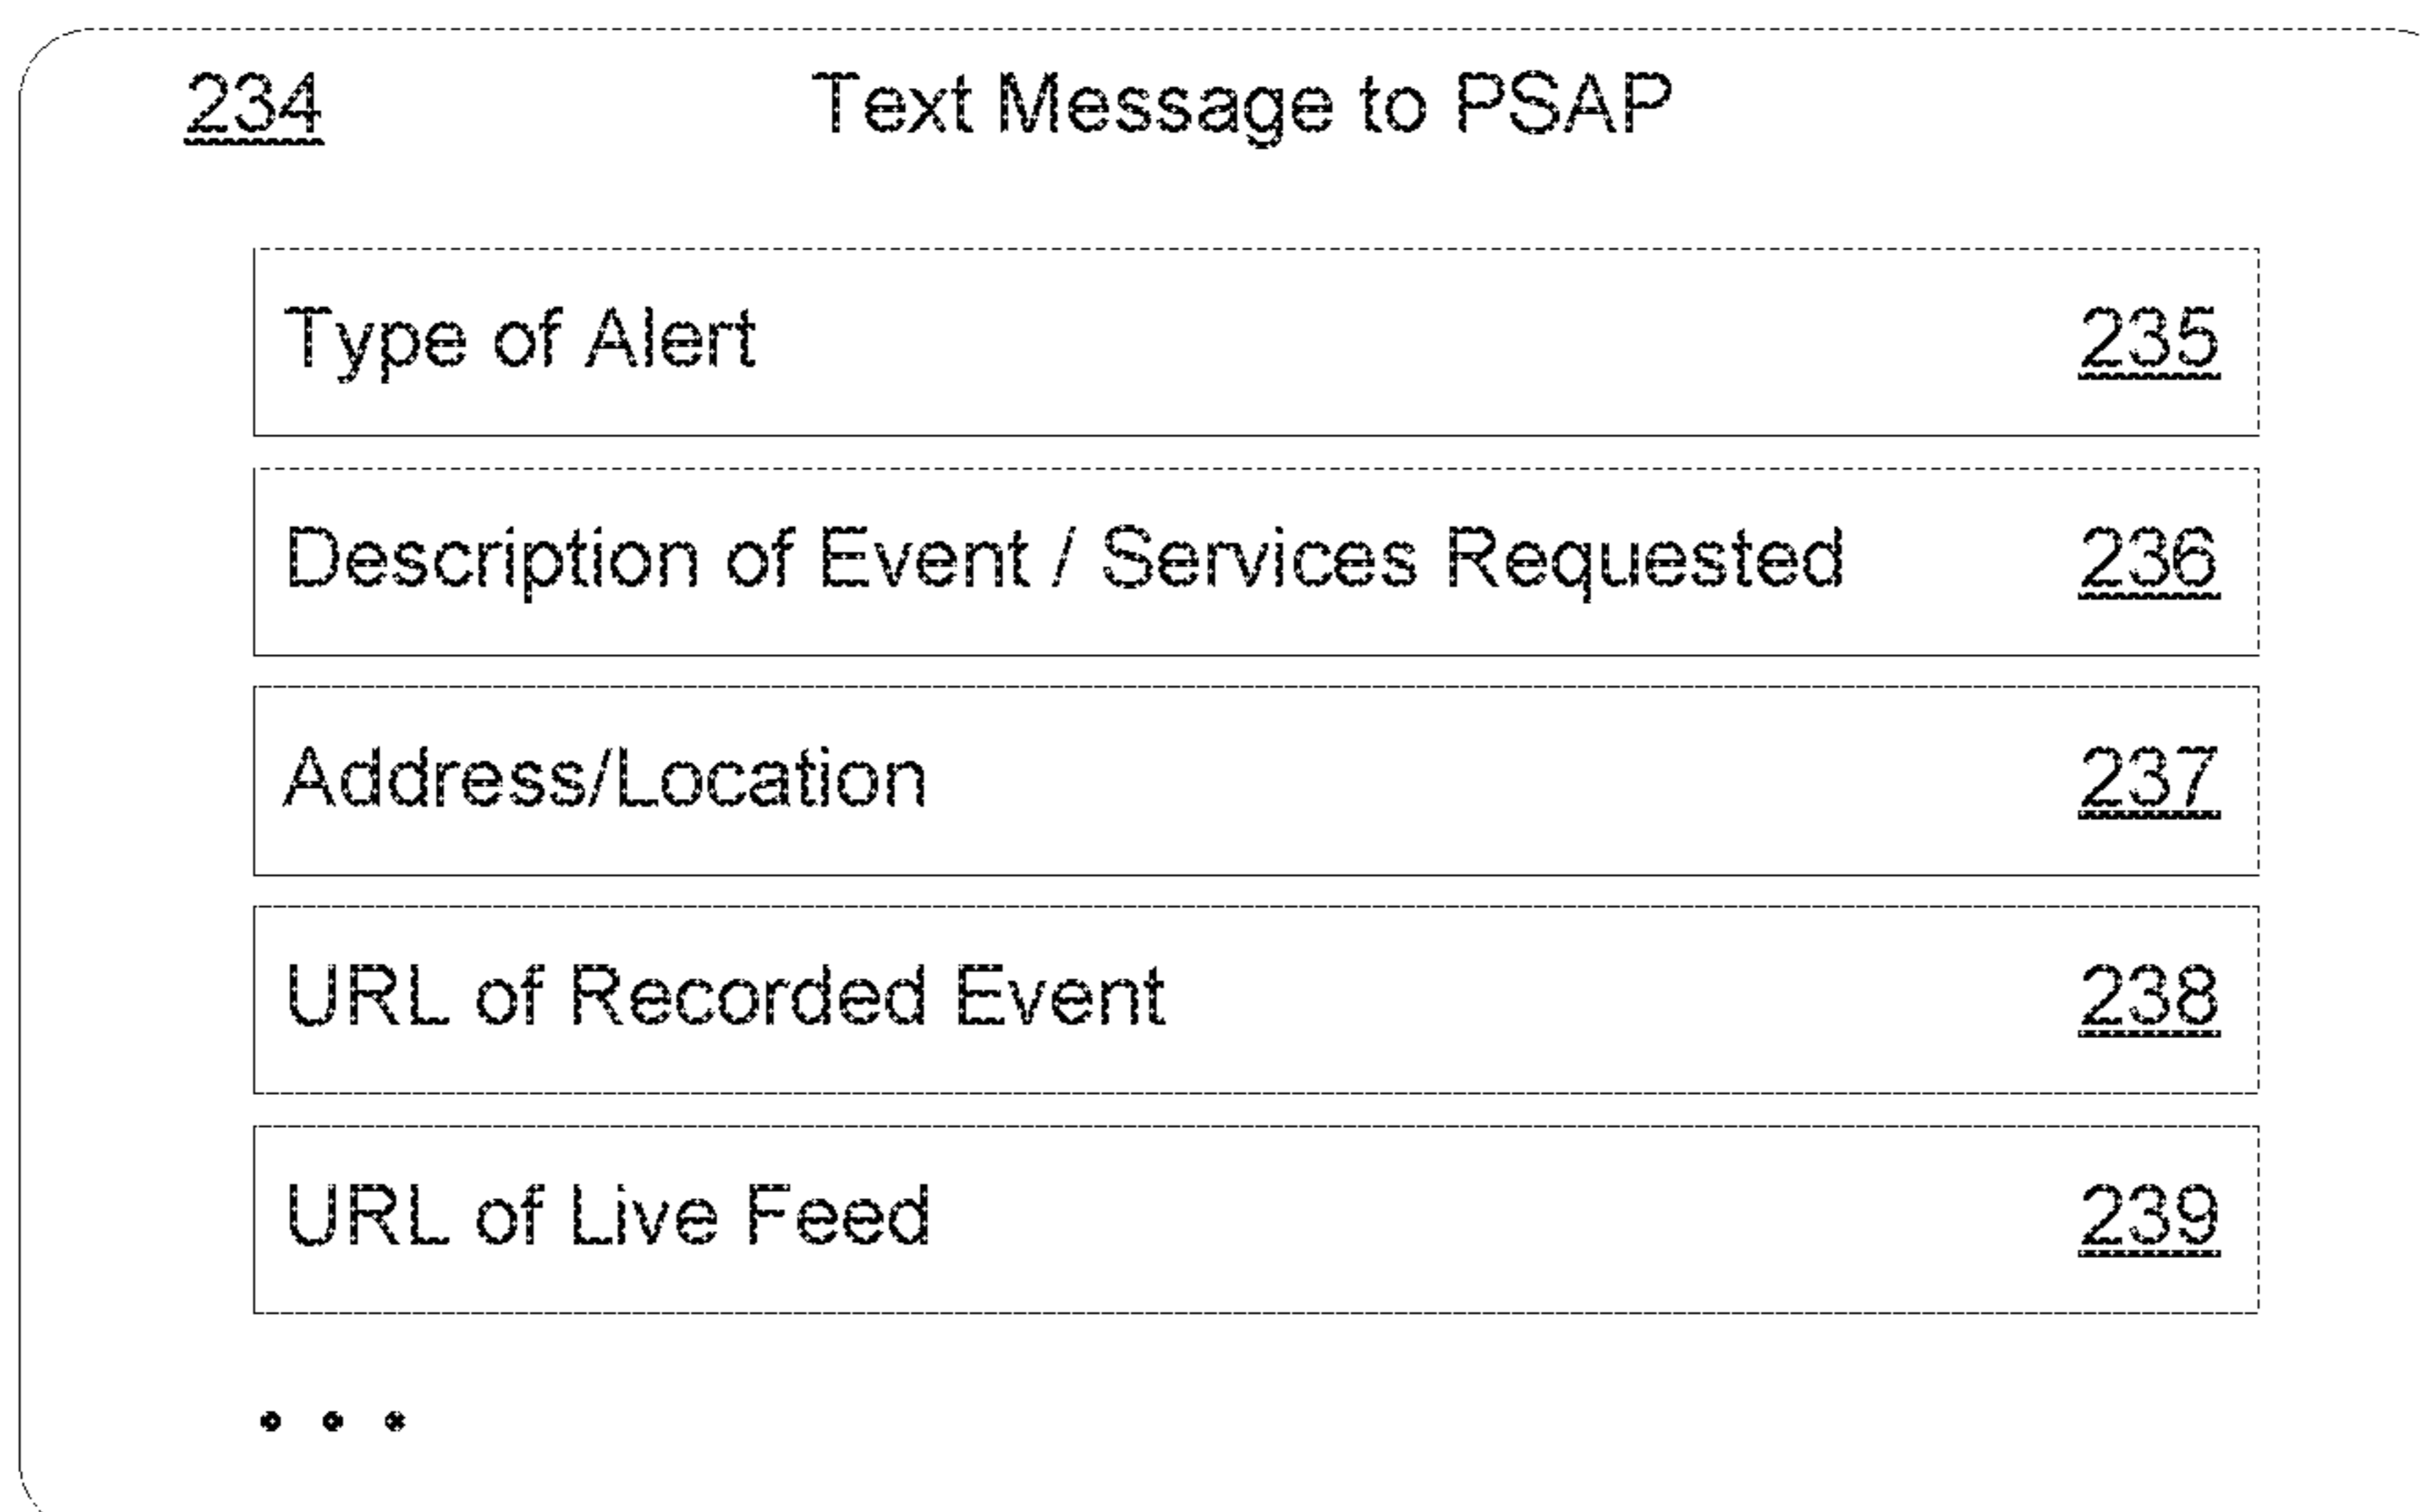 234 Text Message to PSAP
Type of Alert 235
Description of Event / Services Requested 236
Address/Location 237
URL of Recorded Event 238
URL of Live Feed 239
• • •